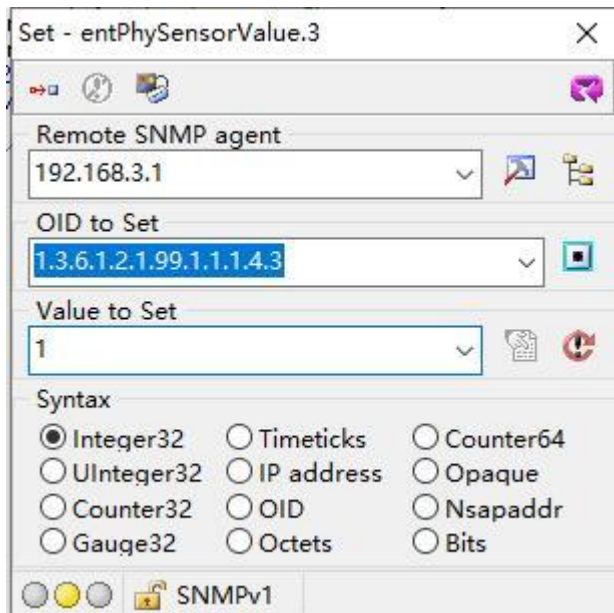 Set - entPhySensorValue.3
Remote SNMP agent
192.168.3.1
OID to Set
1.3.6.1.2.1.99.1.1.1.4.3
Value to Set
1
Syntax
Integer32 Timeticks Counter64
UInteger32 IP address Opaque
Counter32 OID Nsapaddr
Gauge32 Octets Bits
SNMPv1